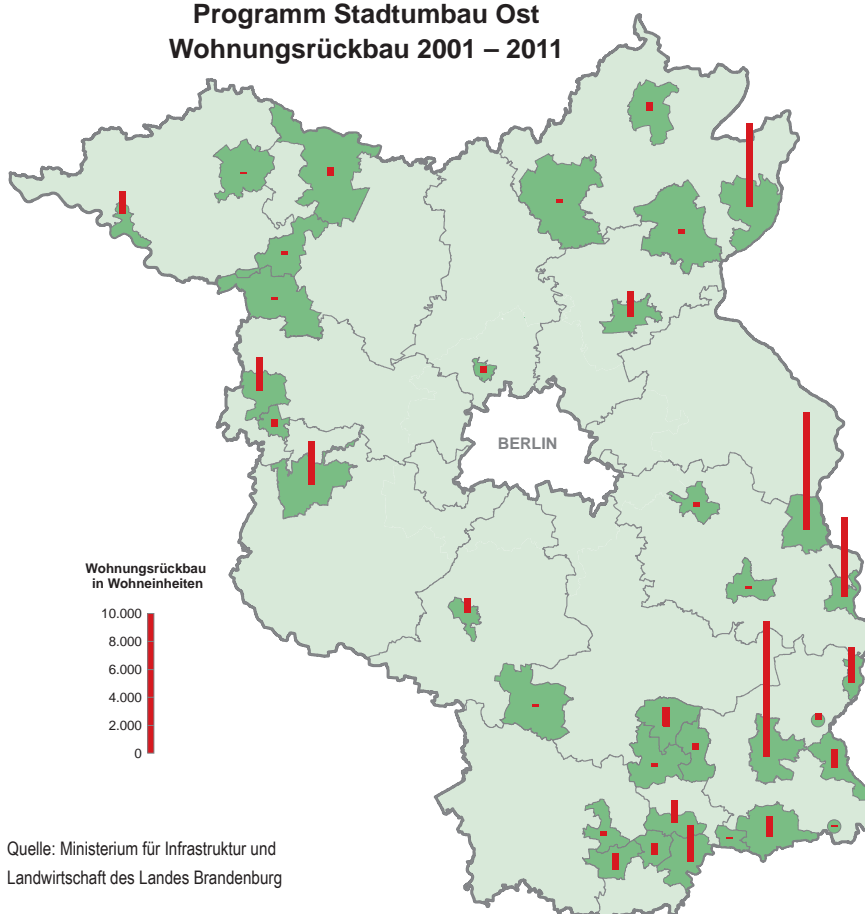 Programm Stadtumbau Ost
Wohnungsrückbau 2001 – 2011
BERLIN
Wohnungsrückbau
in Wohneinheiten
10.000
8.000
6.000
4.000
2.000
0
Quelle: Ministerium für Infrastruktur und
Landwirtschaft des Landes Brandenburg